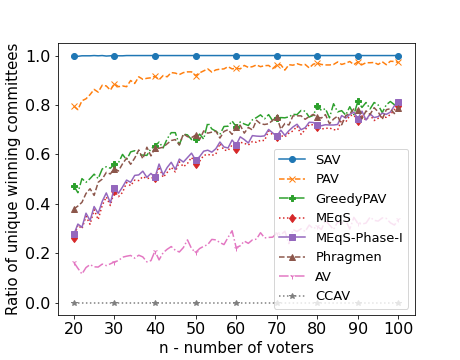 Ratio of unique winning committees
1.0
0.8
0.6
0.4
0.2
0.0
SAV
PAV
GreedyPAV
MEqS
MEqS-Phase-I
Phragmen
AV
CCAV
20 30 40 50 60 70 80 90 100
n - number of voters